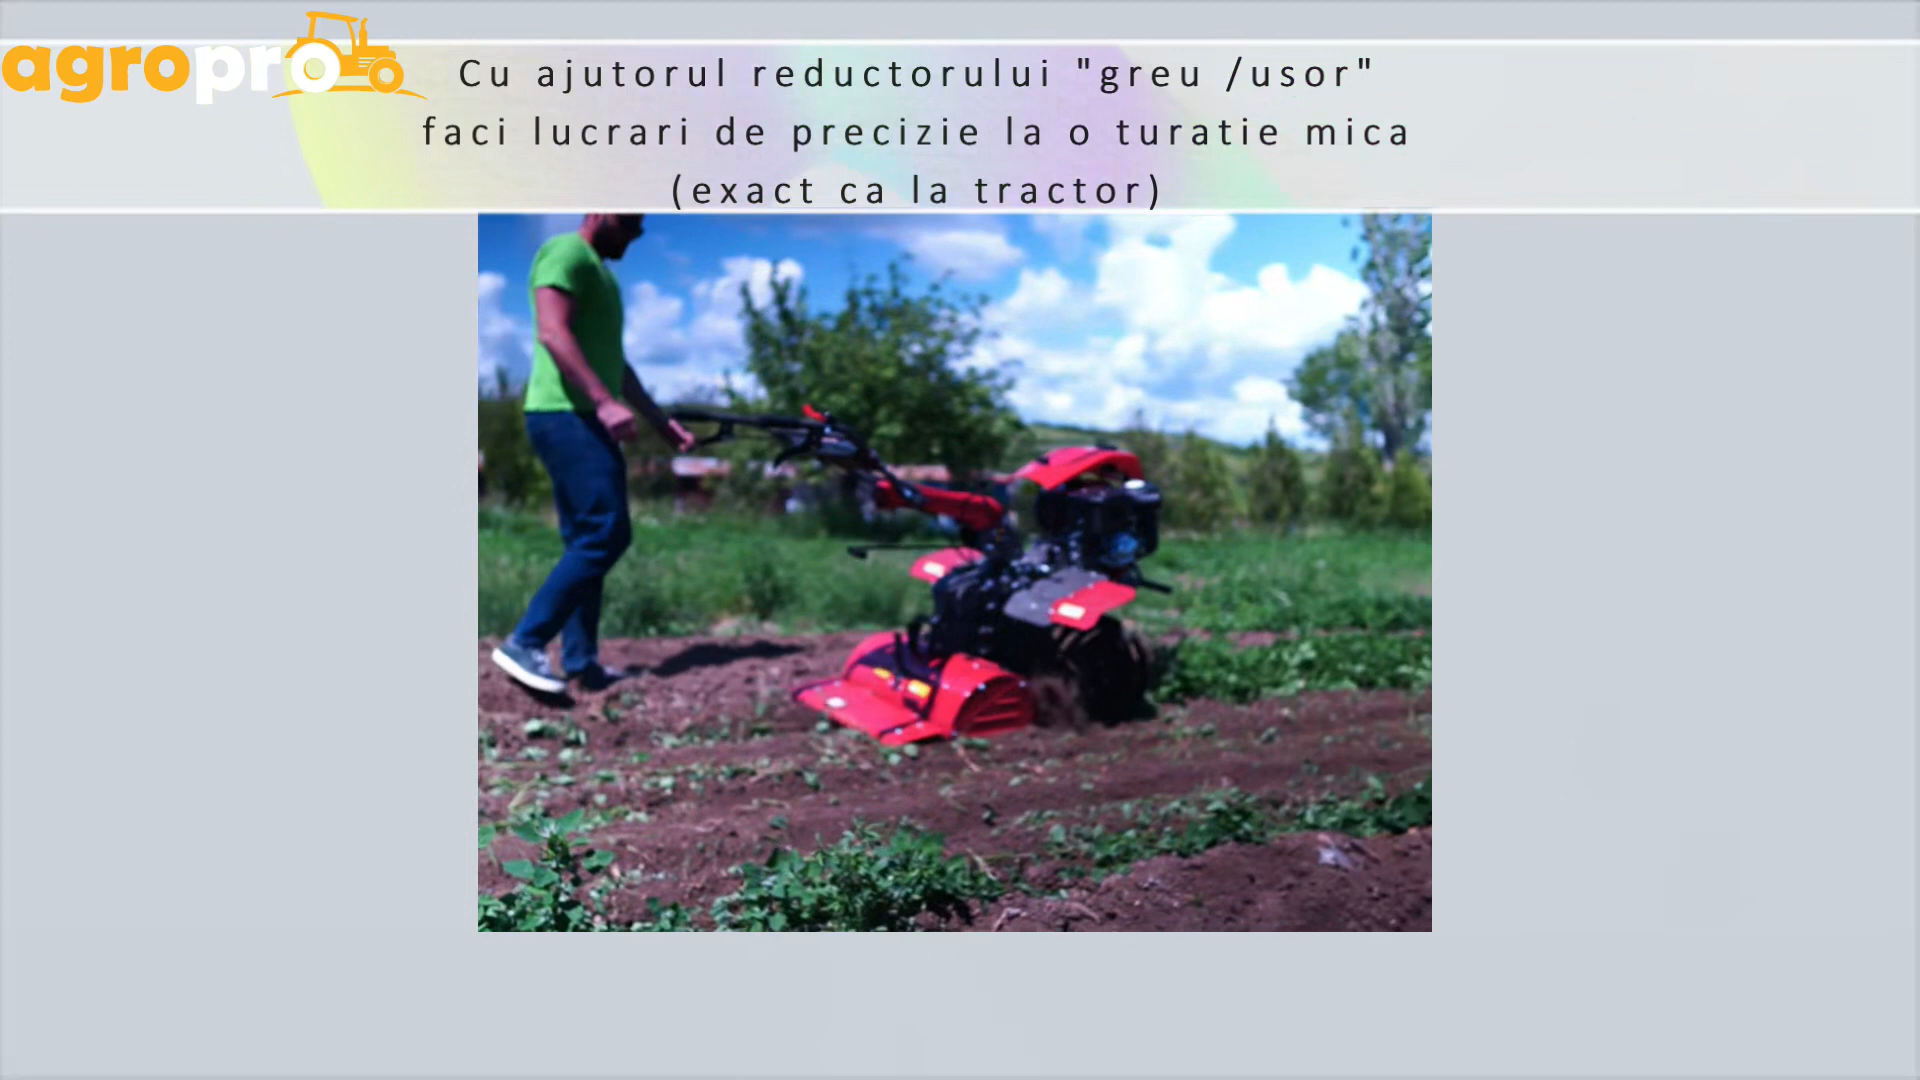 agropro
Cu ajutorul reductorului "greu /usor"
faci lucrari de precizie la o turatie mica
(exact ca la tractor)